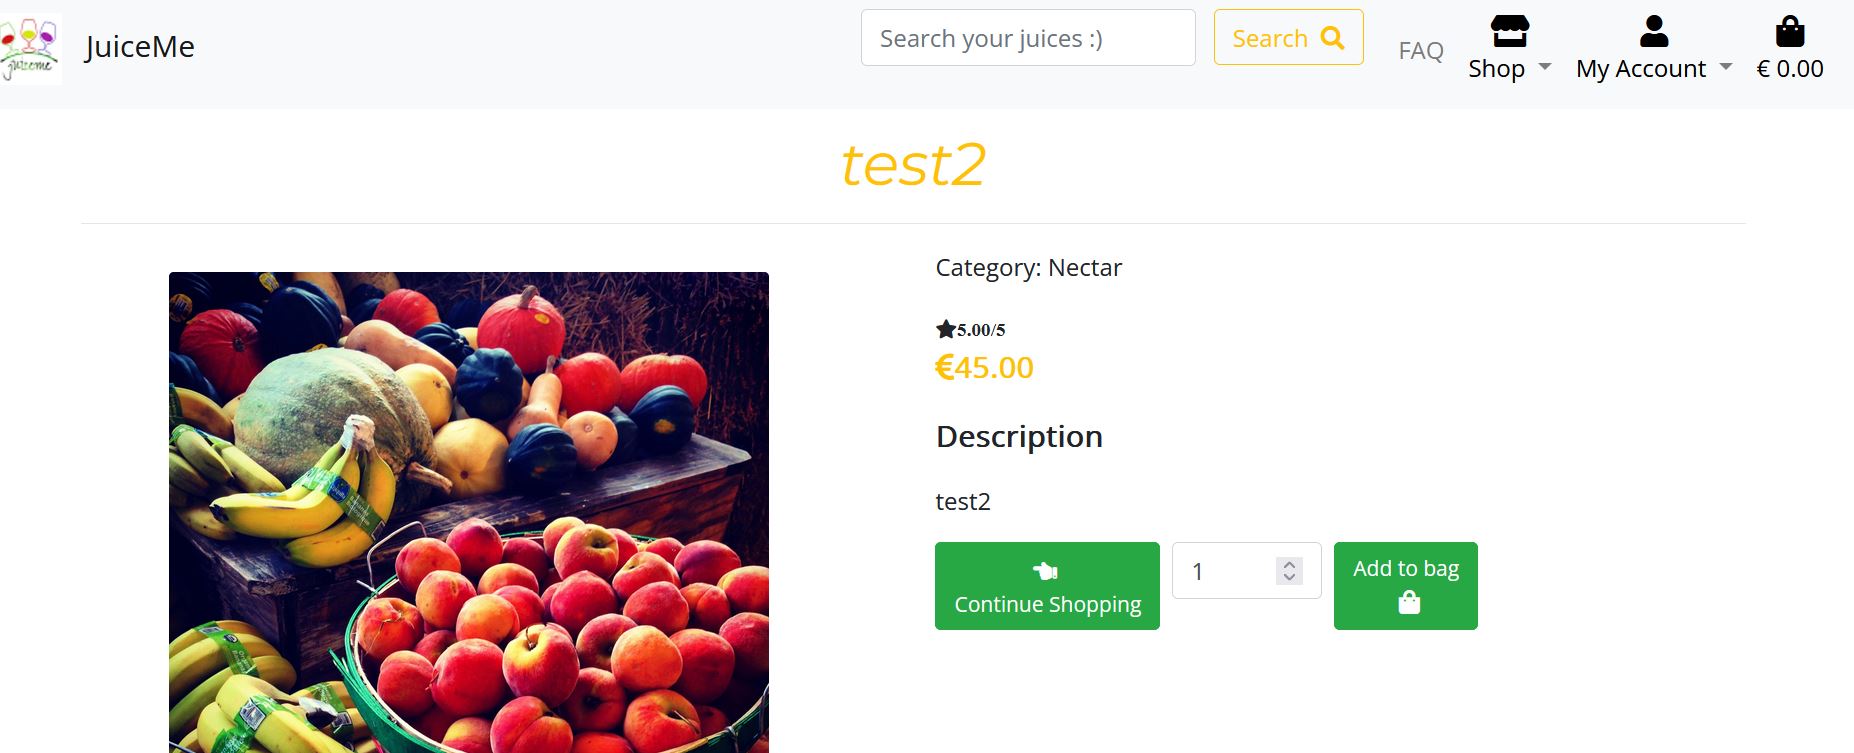 juiceme
JuiceMe
Search your juices :)
Search
FAQ
Shop
My Account
€ 0.00
test2
Category: Nectar
5.00/5
€45.00
Description
test2
Continue Shopping
1
Add to bag